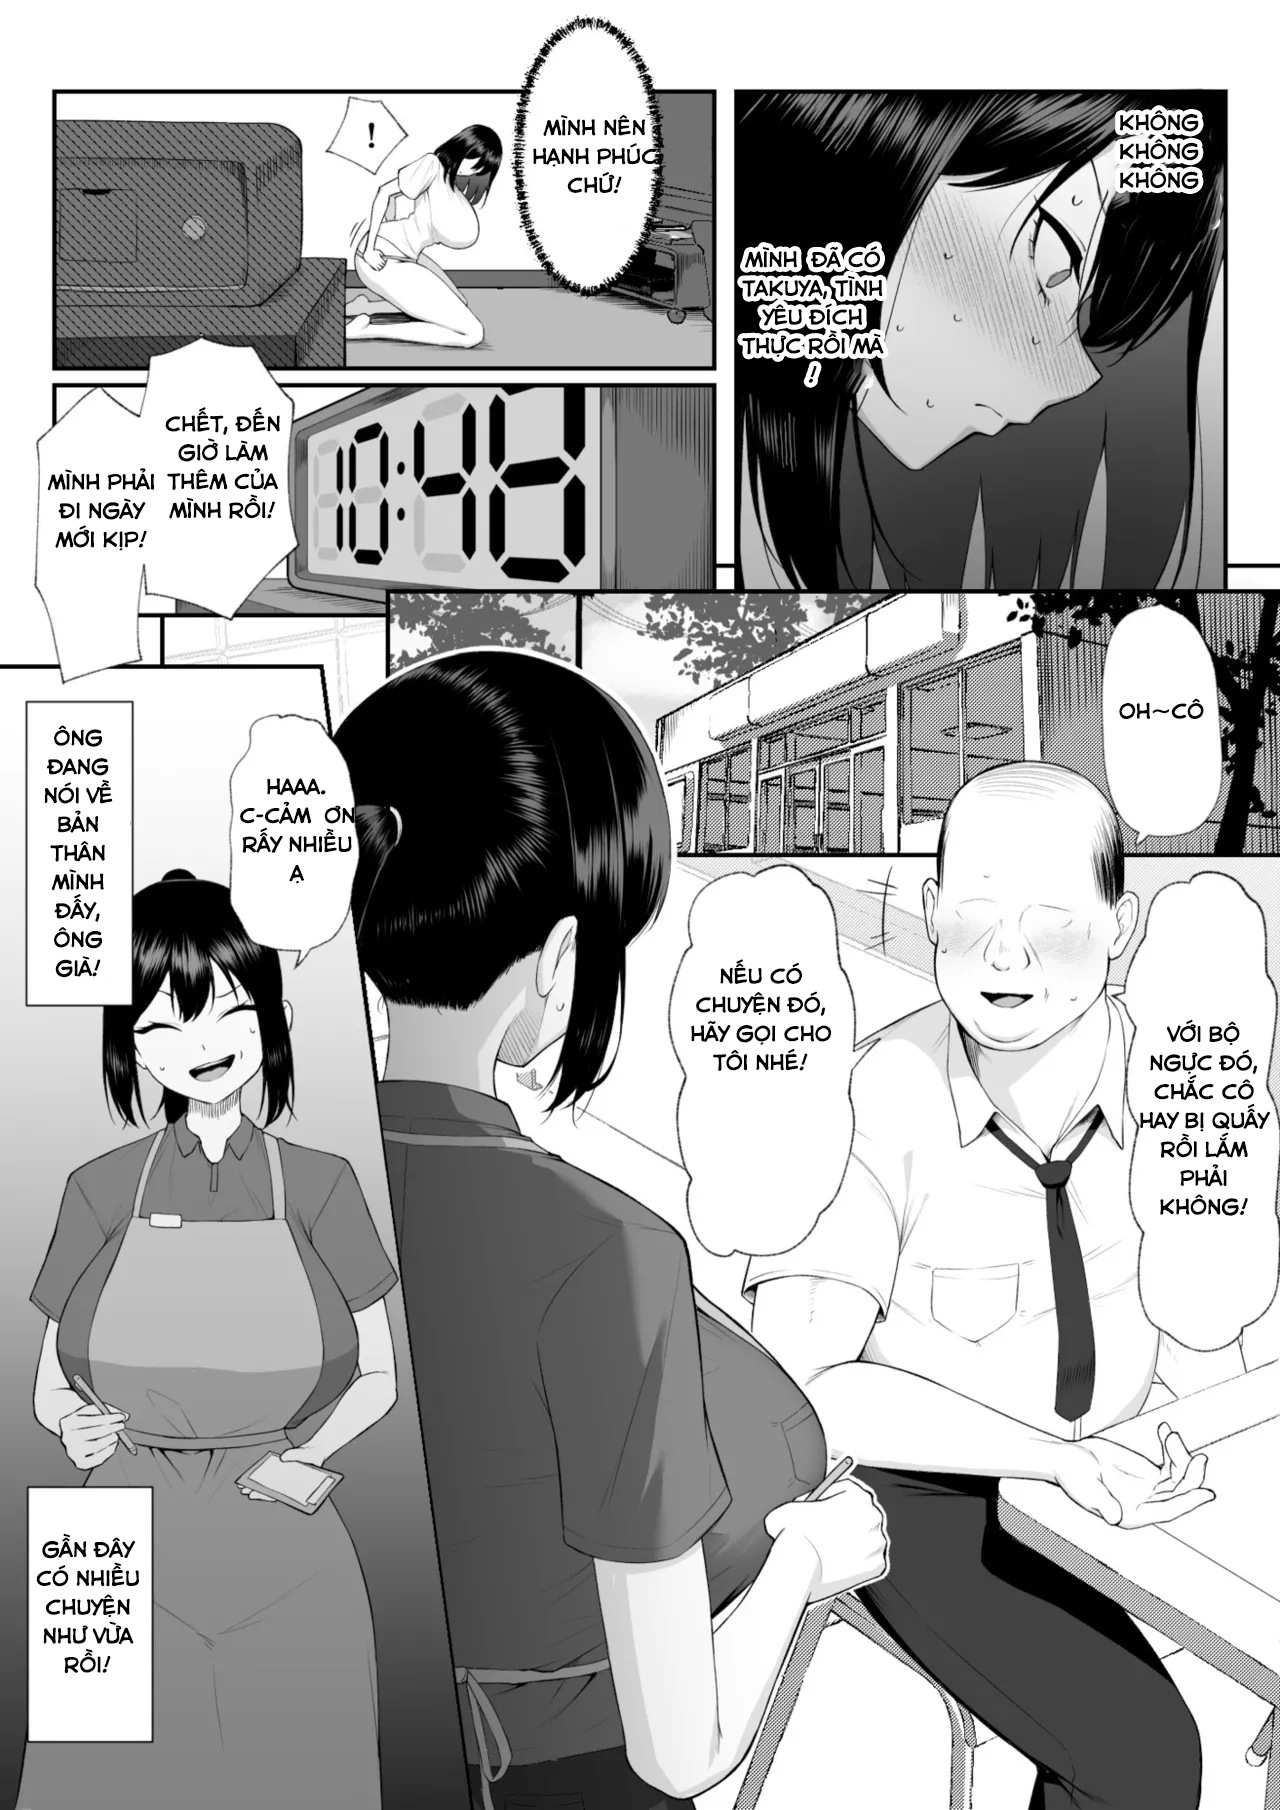 KHÔNG
KHÔNG
KHÔNG
MÌNH ĐÃ CÓ
TAKUYA, TÌNH
YÊU ĐÍCH
THỰC RỒI MÀ
!
MÌNH NÊN
HẠNH PHÚC
CHỨ!
!
10:46
CHẾT, ĐẾN
GIỜ LÀM
THÊM CỦA
MÌNH RỒI!
MÌNH PHẢI
ĐI NGÀY
MỚI KỊP!
OH~CÔ
VỚI BỘ
NGỰC ĐÓ,
CHẮC CÔ
HAY BỊ QUẤY
RỒI LẮM
PHẢI
KHÔNG!
NẾU CÓ
CHUYỆN ĐÓ,
HÃY GỌI CHO
TÔI NHÉ!
HAAA.
C-CẢM ƠN
RẤY NHIỀU
Ạ
ÔNG
ĐANG
NÓI VỀ
BẢN
THÂN
MÌNH
ĐẤY,
ÔNG
GIÀ!
GẦN ĐÂY
CÓ NHIỀU
CHUYỆN
NHƯ VỪA
RỒI!